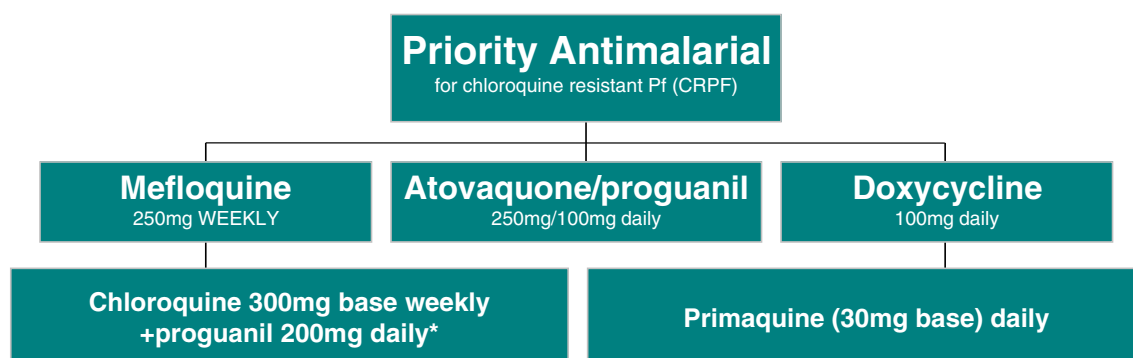 Priority Antimalarial
for chloroquine resistant Pf (CRPF)
Mefloquine
250mg WEEKLY
Atovaquone/proguanil
250mg/100mg daily
Doxycycline
100mg daily
Chloroquine 300mg base weekly
+proguanil 200mg daily*
Primaquine (30mg base) daily